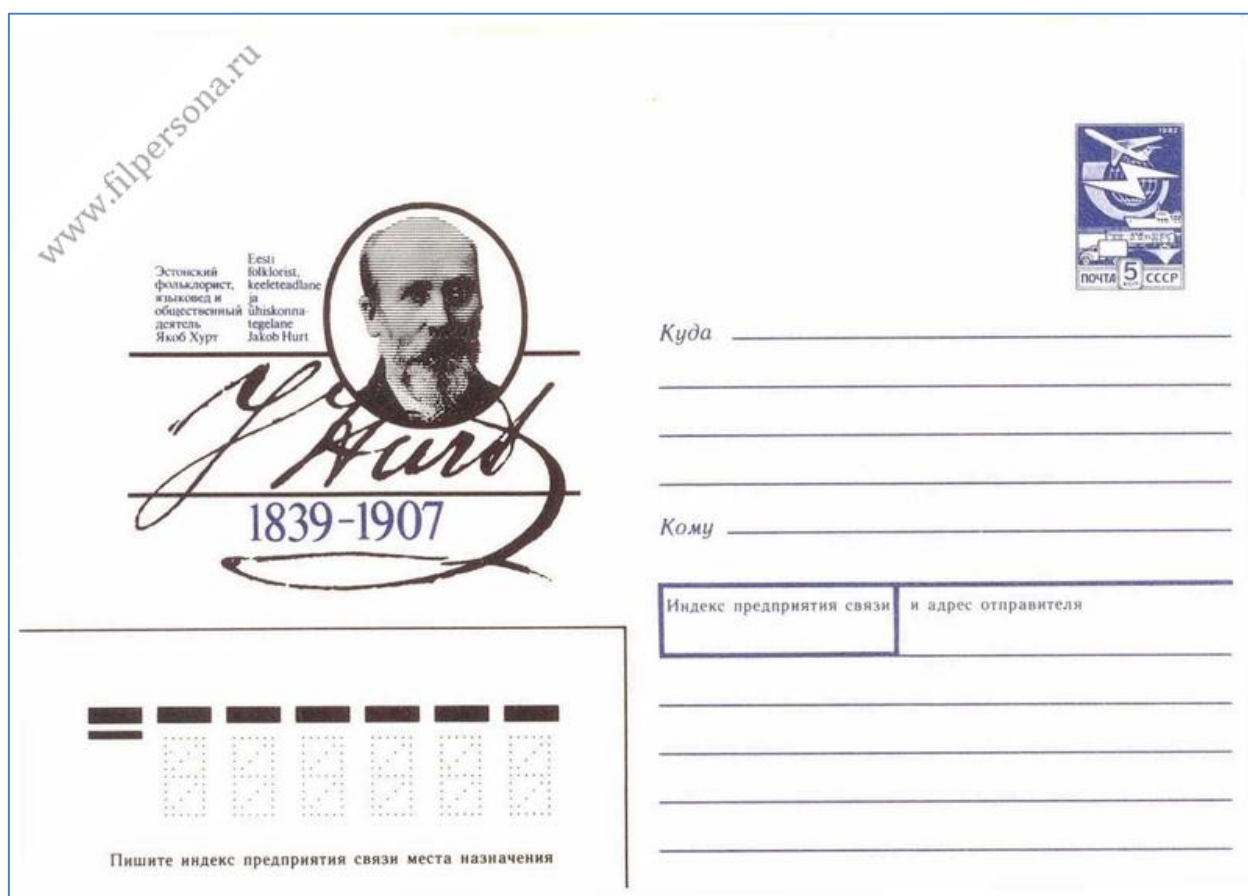 www.filpersona.ru
Эстонский
фольклорист,
языковед и
общественный
деятель
Якоб Хурт
Eesti
folklorist,
keeleteadlane
ja
ühiskonna-
tegelane
Jakob Hurt
J Hurt
1839-1907
1982
ПОЧТА 5 КОП СССР
Куда
Кому
Индекс предприятия связи и адрес отправителя
Пишите индекс предприятия связи места назначения